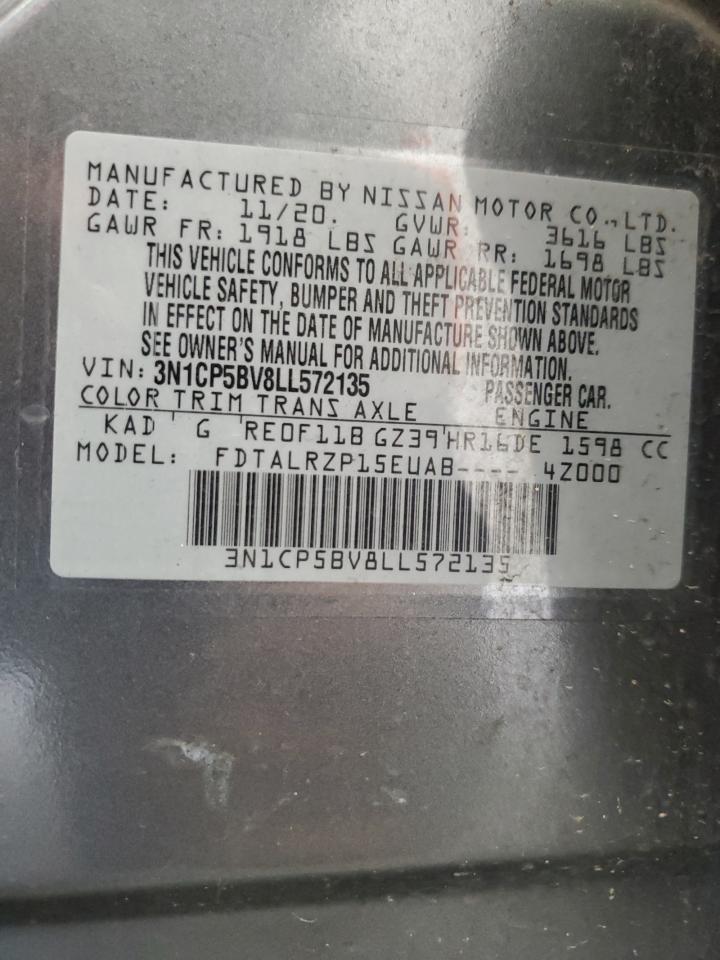 MANUFACTURED BY NISSAN MOTOR CO., LTD.
DATE: 11/20. GVWR: 3616 LBS
GAWR FR: 1918 LBS GAWR RR: 1698 LBS
THIS VEHICLE CONFORMS TO ALL APPLICABLE FEDERAL MOTOR
VEHICLE SAFETY, BUMPER AND THEFT PREVENTION STANDARDS
IN EFFECT ON THE DATE OF MANUFACTURE SHOWN ABOVE.
SEE OWNER'S MANUAL FOR ADDITIONAL INFORMATION.
VIN: 3N1CP5BV8LL572135 PASSENGER CAR.
COLOR TRIM TRANS AXLE ENGINE
KAD G RE0F11B GZ39 HR16DE 1598 CC
MODEL: FDTALRZP15EUAB---- 4Z000
3N1CP5BV8LL572135